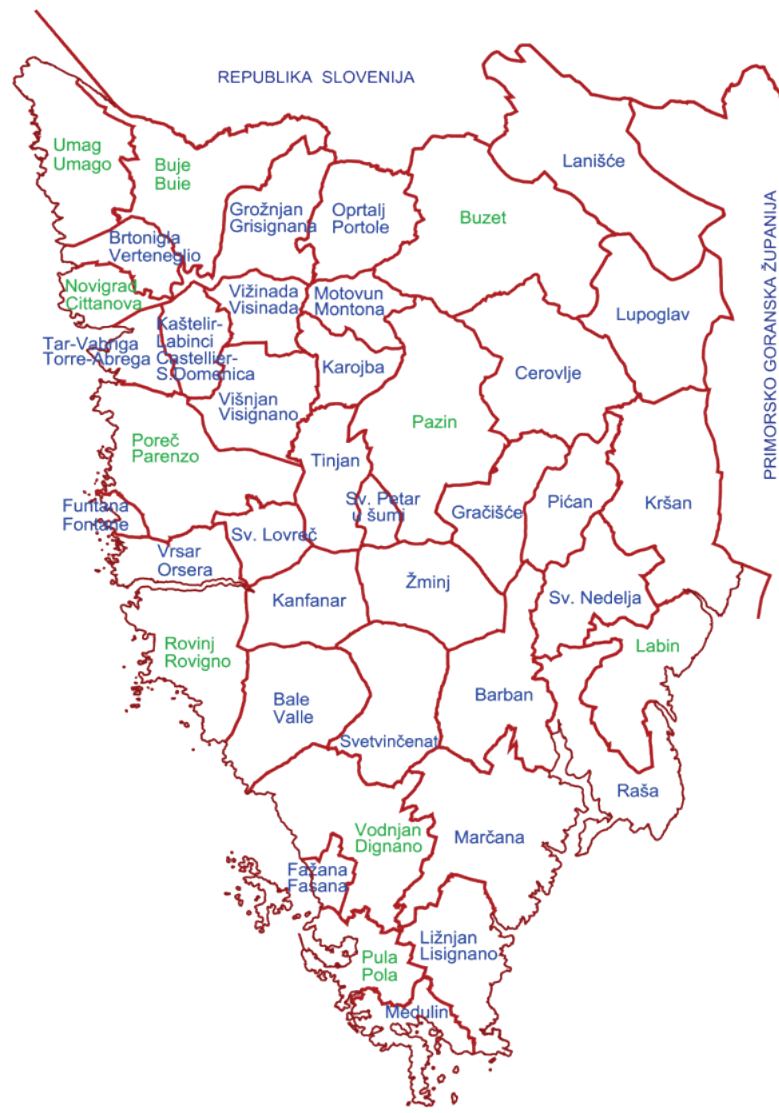 REPUBLIKA SLOVENIJA
PRIMORSKO GORANSKA ŽUPANIJA
Umag
Umago
Buje
Buie
Lanišće
Grožnjan
Grisignana
Oprtalj
Portole
Buzet
Brtonigla
Verteneglio
Novigrad
Cittanova
Vižinada
Visinada
Motovun
Montona
Lupoglav
Tar-Vabriga
Torre-Abrega
Kaštelir-
Labinci
Castellier-
S.Domenica
Karojba
Cerovlje
Višnjan
Visignano
Pazin
Poreč
Parenzo
Tinjan
Sv. Petar
u šumi
Gračišće
Pićan
Kršan
Funtana
Fontane
Sv. Lovreč
Vrsar
Orsera
Kanfanar
Žminj
Sv. Nedelja
Rovinj
Rovigno
Labin
Bale
Valle
Barban
Svetvinčenat
Raša
Vodnjan
Dignano
Marčana
Fažana
Fasana
Ližnjan
Lisignano
Pula
Pola
Medulin